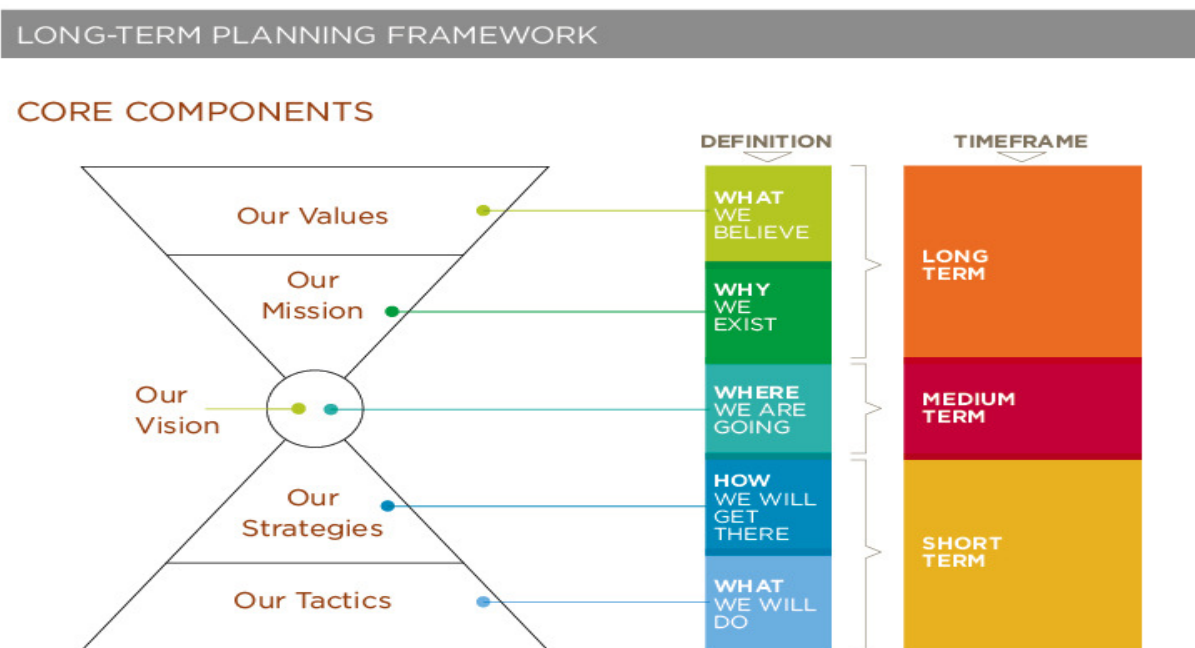 LONG-TERM PLANNING FRAMEWORK
CORE COMPONENTS
DEFINITION
TIMEFRAME
Our Values
WHAT
WE
BELIEVE
Our
Mission
WHY
WE
EXIST
LONG
TERM
Our
Vision
WHERE
WE ARE
GOING
MEDIUM
TERM
Our
Strategies
HOW
WE WILL
GET
THERE
Our Tactics
WHAT
WE WILL
DO
SHORT
TERM